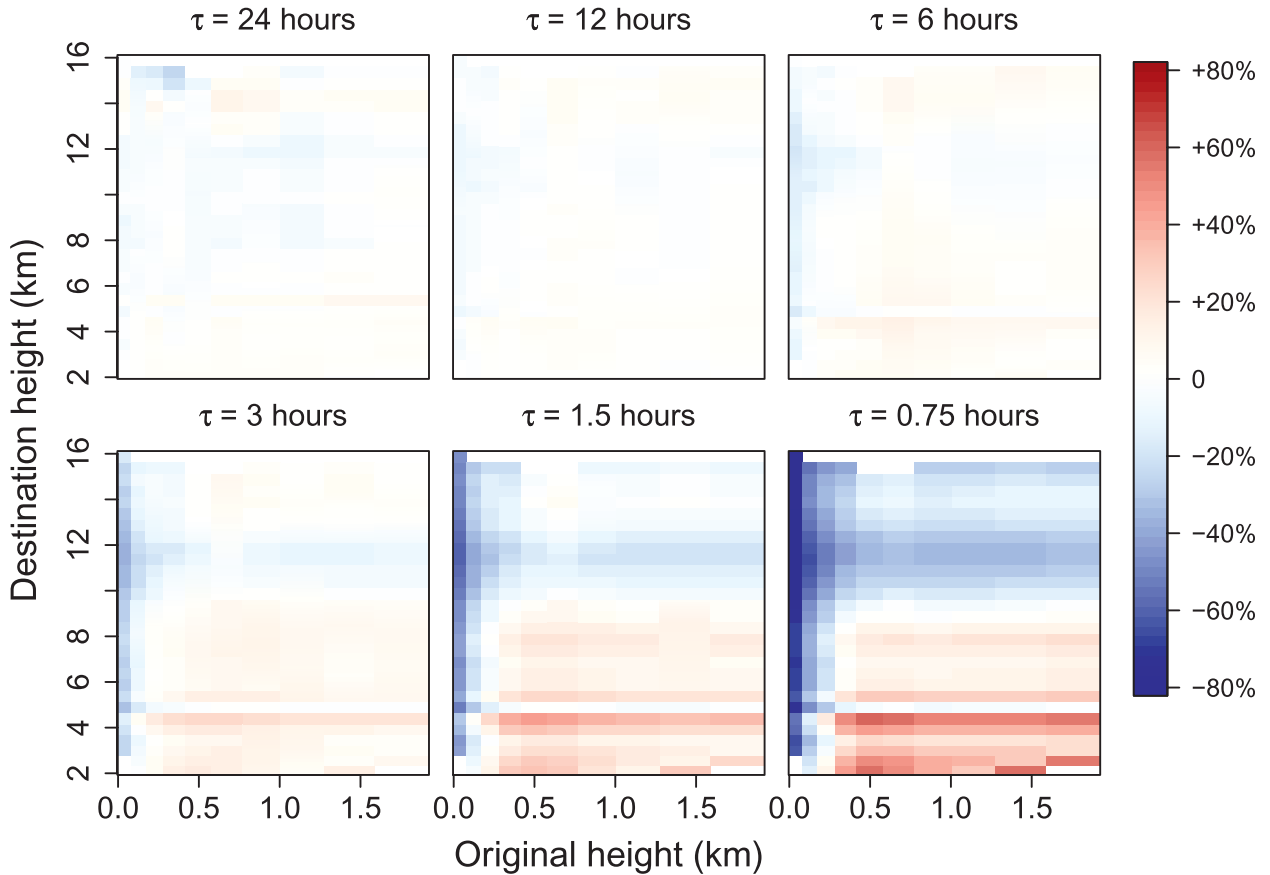 τ = 24 hours
τ = 12 hours
τ = 6 hours
16
12
8
6
4
2
+80%
+60%
+40%
+20%
0
−20%
−40%
−60%
−80%
Destination height (km)
τ = 3 hours
τ = 1.5 hours
τ = 0.75 hours
16
12
8
6
4
2
0.0 0.5 1.0 1.5
0.0 0.5 1.0 1.5
0.0 0.5 1.0 1.5
Original height (km)